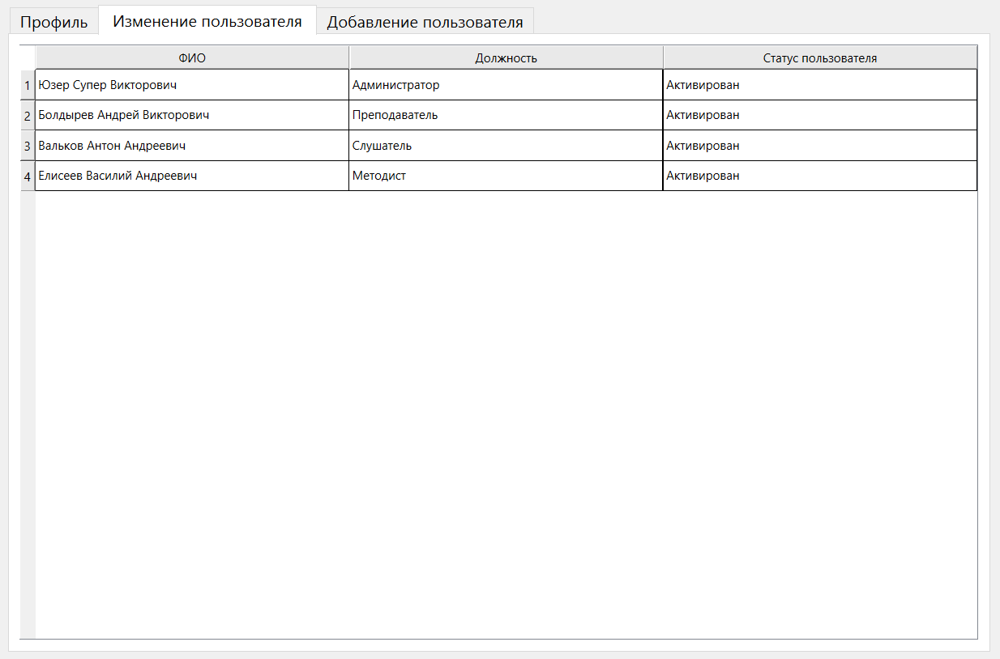 Профиль Изменение пользователя Добавление пользователя
ФИО Должность Статус пользователя
1 Юзер Супер Викторович Администратор Активирован
2 Болдырев Андрей Викторович Преподаватель Активирован
3 Вальков Антон Андреевич Слушатель Активирован
4 Елисеев Василий Андреевич Методист Активирован